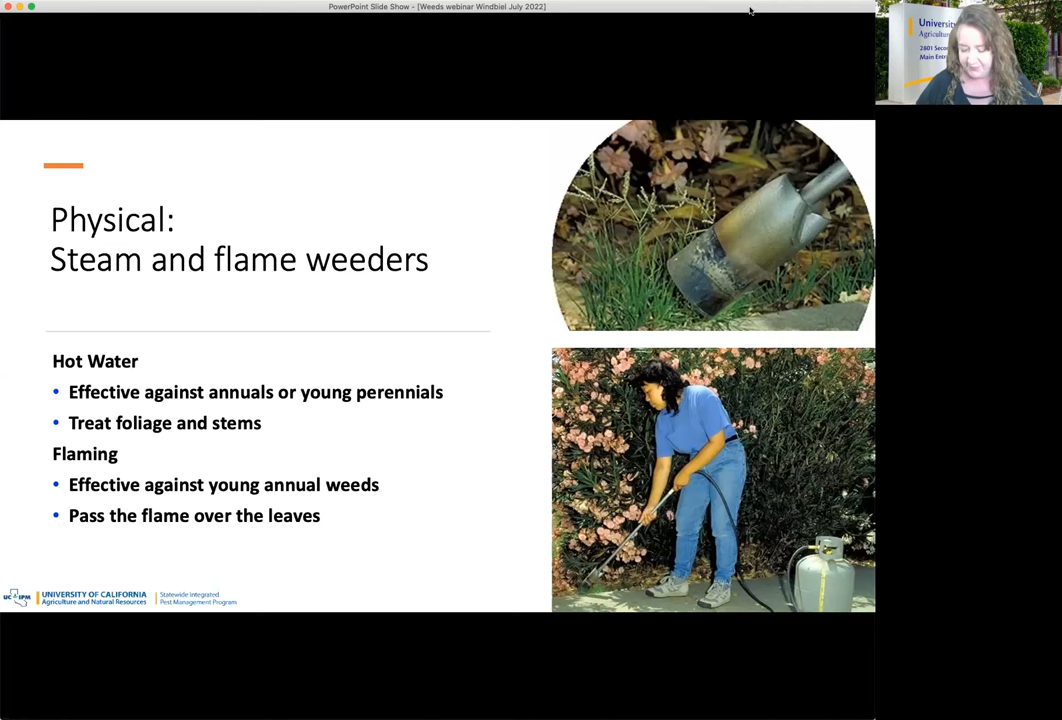 PowerPoint Slide Show - [Weeds webinar Windbiel July 2022]
University
Agricultur
2801 Seco
Main Entr
Physical:
Steam and flame weeders
Hot Water
• Effective against annuals or young perennials
• Treat foliage and stems
Flaming
• Effective against young annual weeds
• Pass the flame over the leaves
UC IPM
UNIVERSITY OF CALIFORNIA
Agriculture and Natural Resources
Statewide Integrated
Pest Management Program